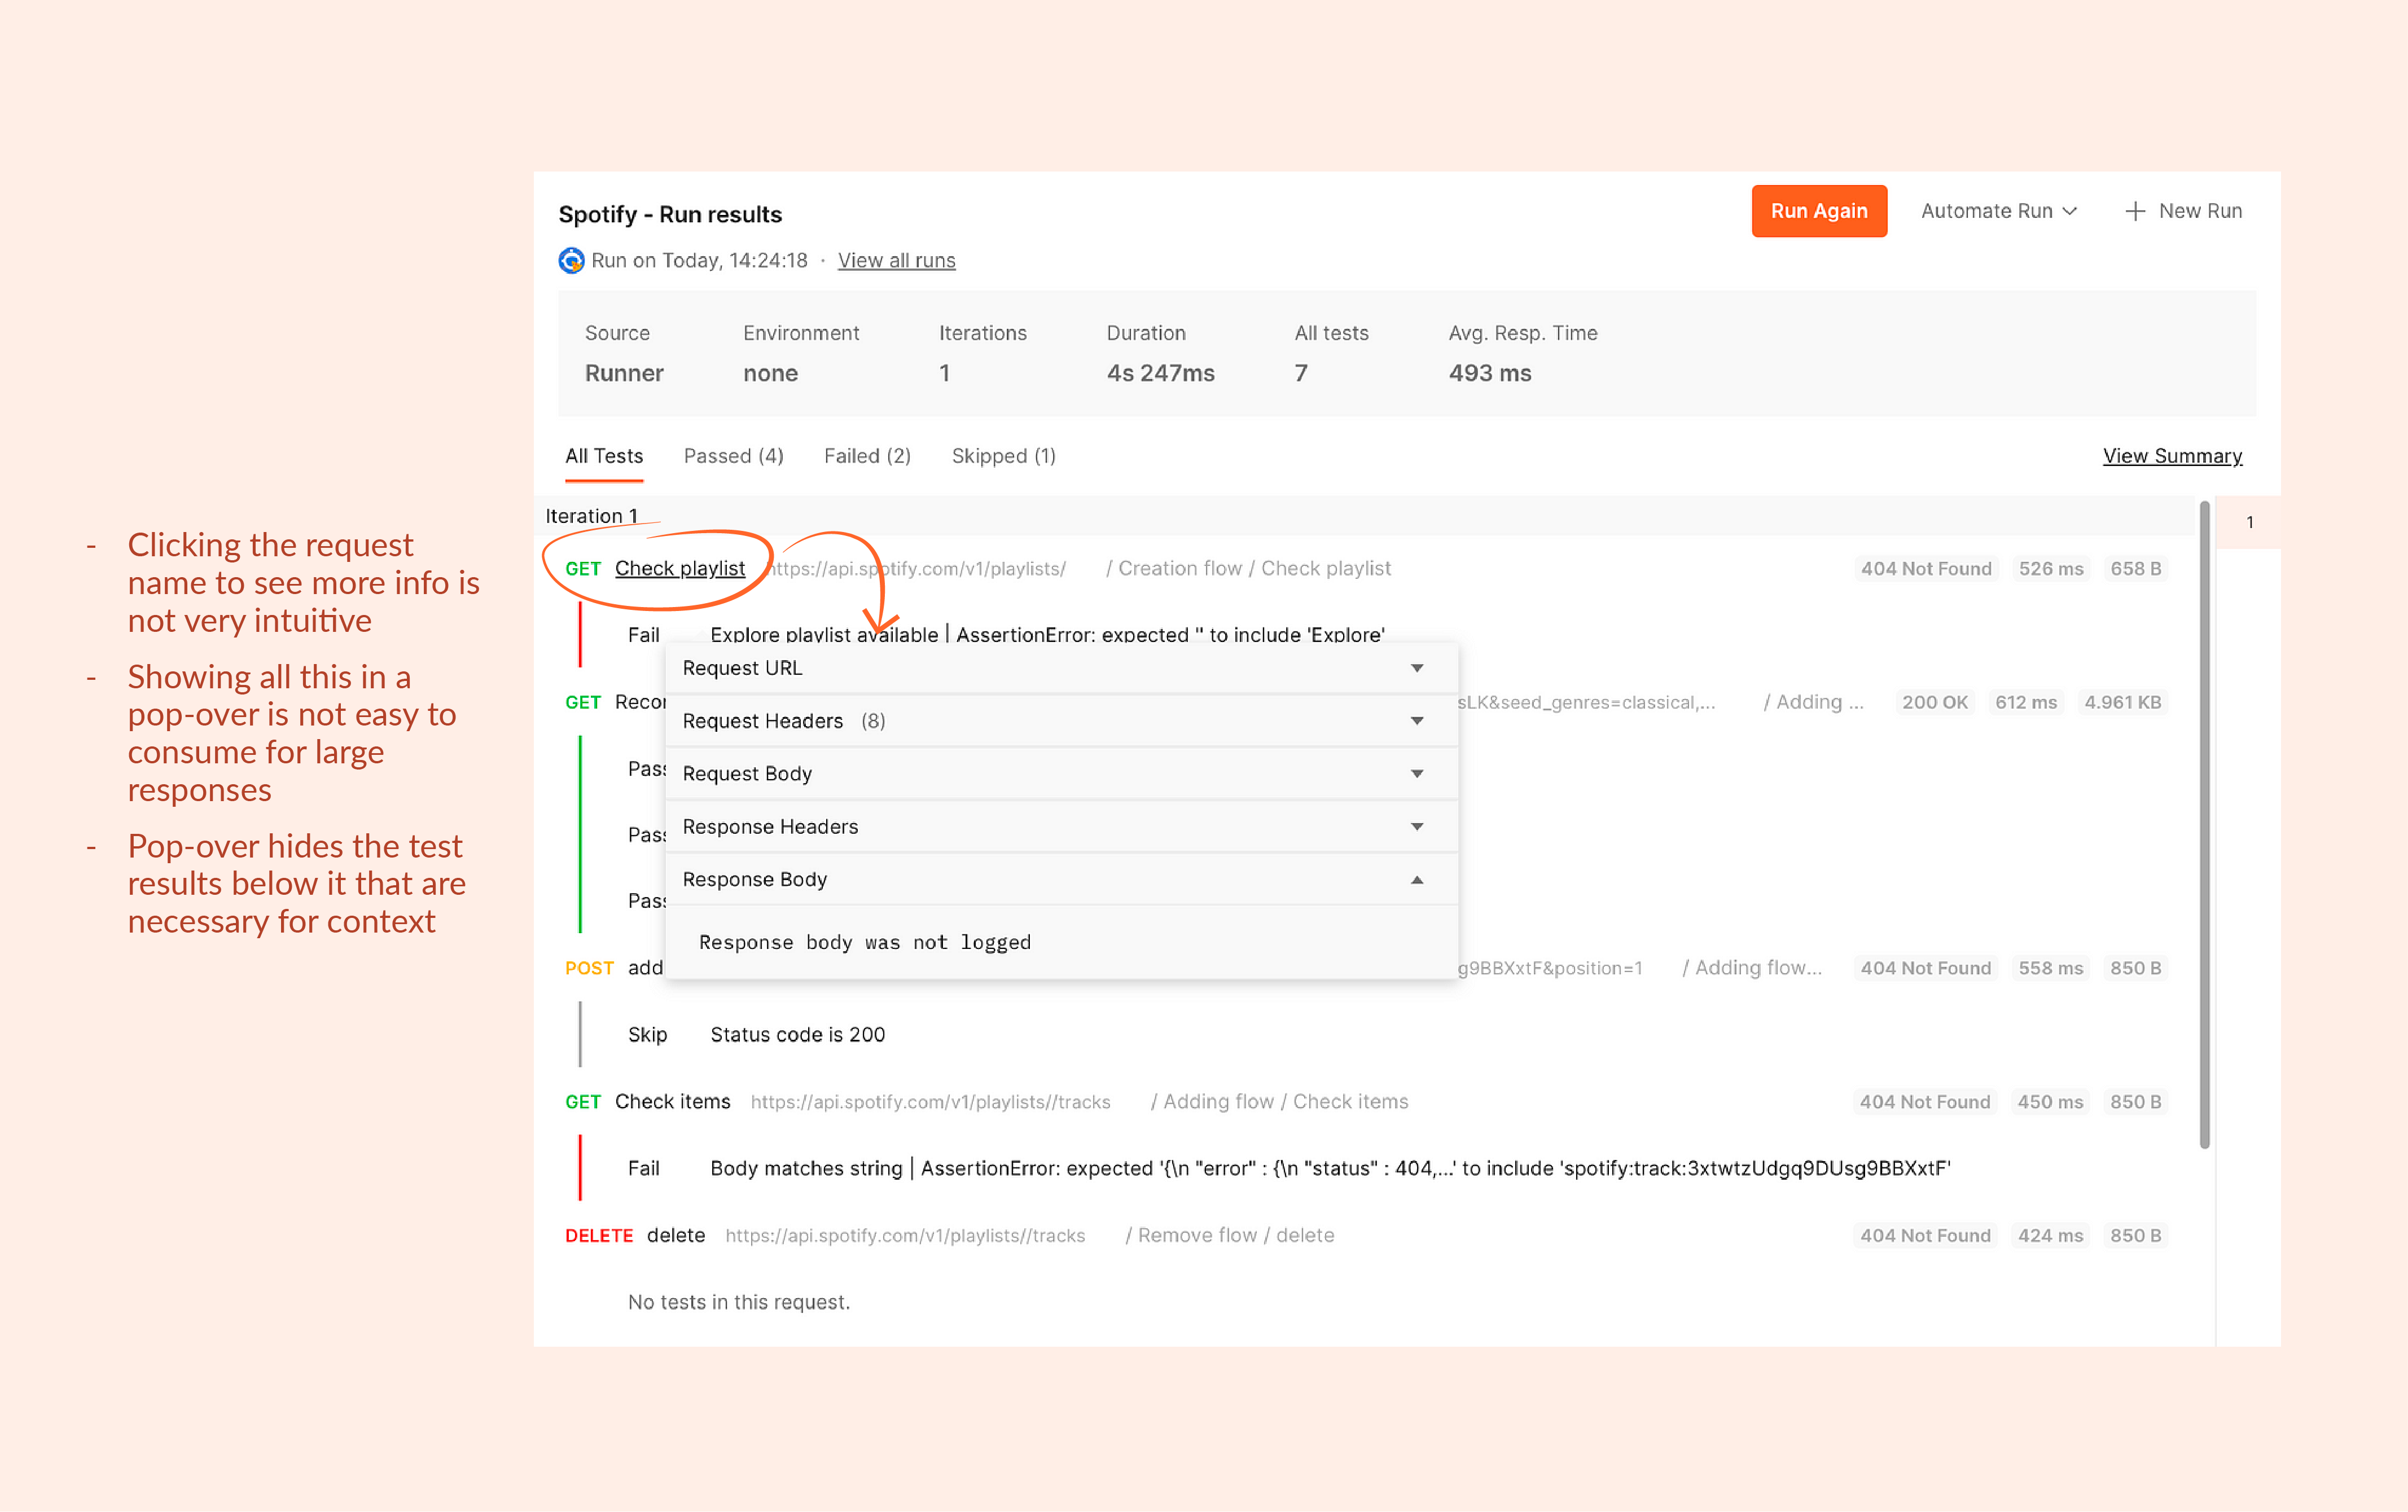 Spotify - Run results
Run Again
Automate Run
+ New Run
Run on Today, 14:24:18 · View all runs
Source Environment Iterations Duration All tests Avg. Resp. Time
Runner none 1 4s 247ms 7 493 ms
All Tests Passed (4) Failed (2) Skipped (1) View Summary
Iteration 1
1
GET Check playlist https://api.spotify.com/v1/playlists/ / Creation flow / Check playlist 404 Not Found 526 ms 658 B
Fail Explore playlist available | AssertionError: expected '' to include 'Explore'
Request URL
GET Recor sLK&seed_genres=classical,... / Adding ... 200 OK 612 ms 4.961 KB
Request Headers (8)
Pass
Request Body
Pass
Response Headers
Pass
Response Body
Response body was not logged
POST add g9BBXxtF&position=1 / Adding flow... 404 Not Found 558 ms 850 B
Skip Status code is 200
GET Check items https://api.spotify.com/v1/playlists//tracks / Adding flow / Check items 404 Not Found 450 ms 850 B
Fail Body matches string | AssertionError: expected '{\n "error" : {\n "status" : 404,...' to include 'spotify:track:3xtwtzUdgq9DUsg9BBXxtF'
DELETE delete https://api.spotify.com/v1/playlists//tracks / Remove flow / delete 404 Not Found 424 ms 850 B
No tests in this request.
- Clicking the request
name to see more info is
not very intuitive
- Showing all this in a
pop-over is not easy to
consume for large
responses
- Pop-over hides the test
results below it that are
necessary for context